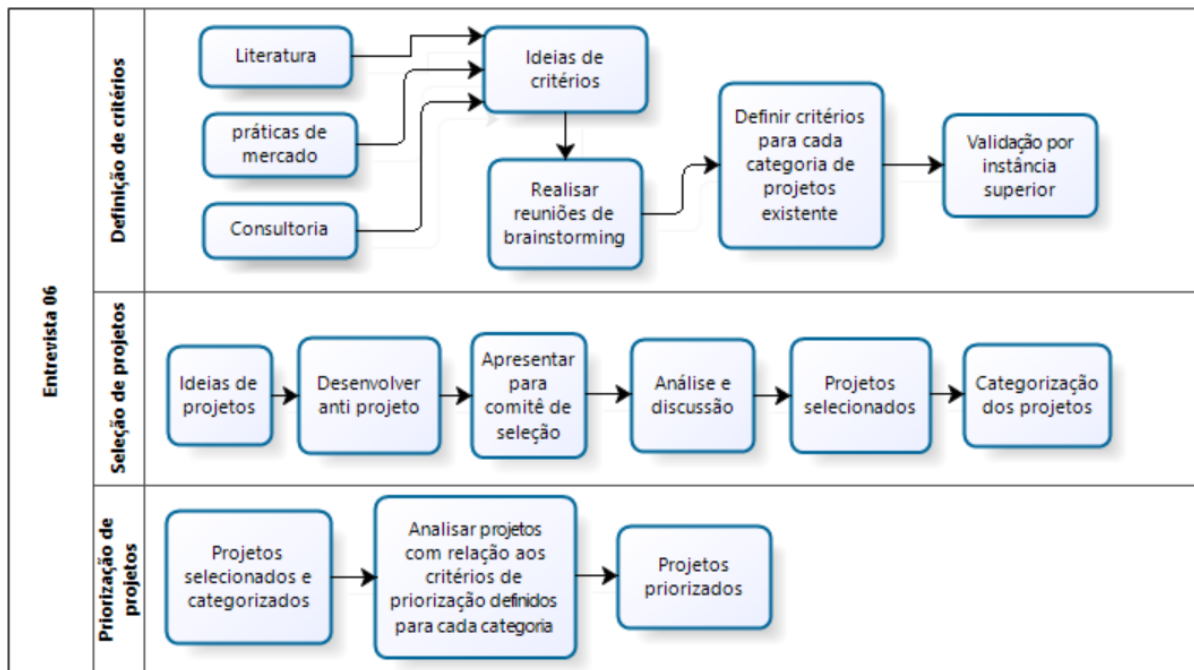 Entrevista 06
Definição de critérios
Literatura
práticas de
mercado
Consultoria
Ideias de
critérios
Realisar
reuniões de
brainstorming
Definir critérios
para cada
categoria de
projetos
existente
Validação por
instância
superior
Seleção de projetos
Ideias de
projetos
Desenvolver
anti projeto
Apresentar
para
comitê de
seleção
Análise e
discussão
Projetos
selecionados
Categorização
dos projetos
Priorização de
projetos
Projetos
selecionados e
categorizados
Analisar projetos
com relação aos
critérios de
priorização definidos
para cada categoria
Projetos
priorizados